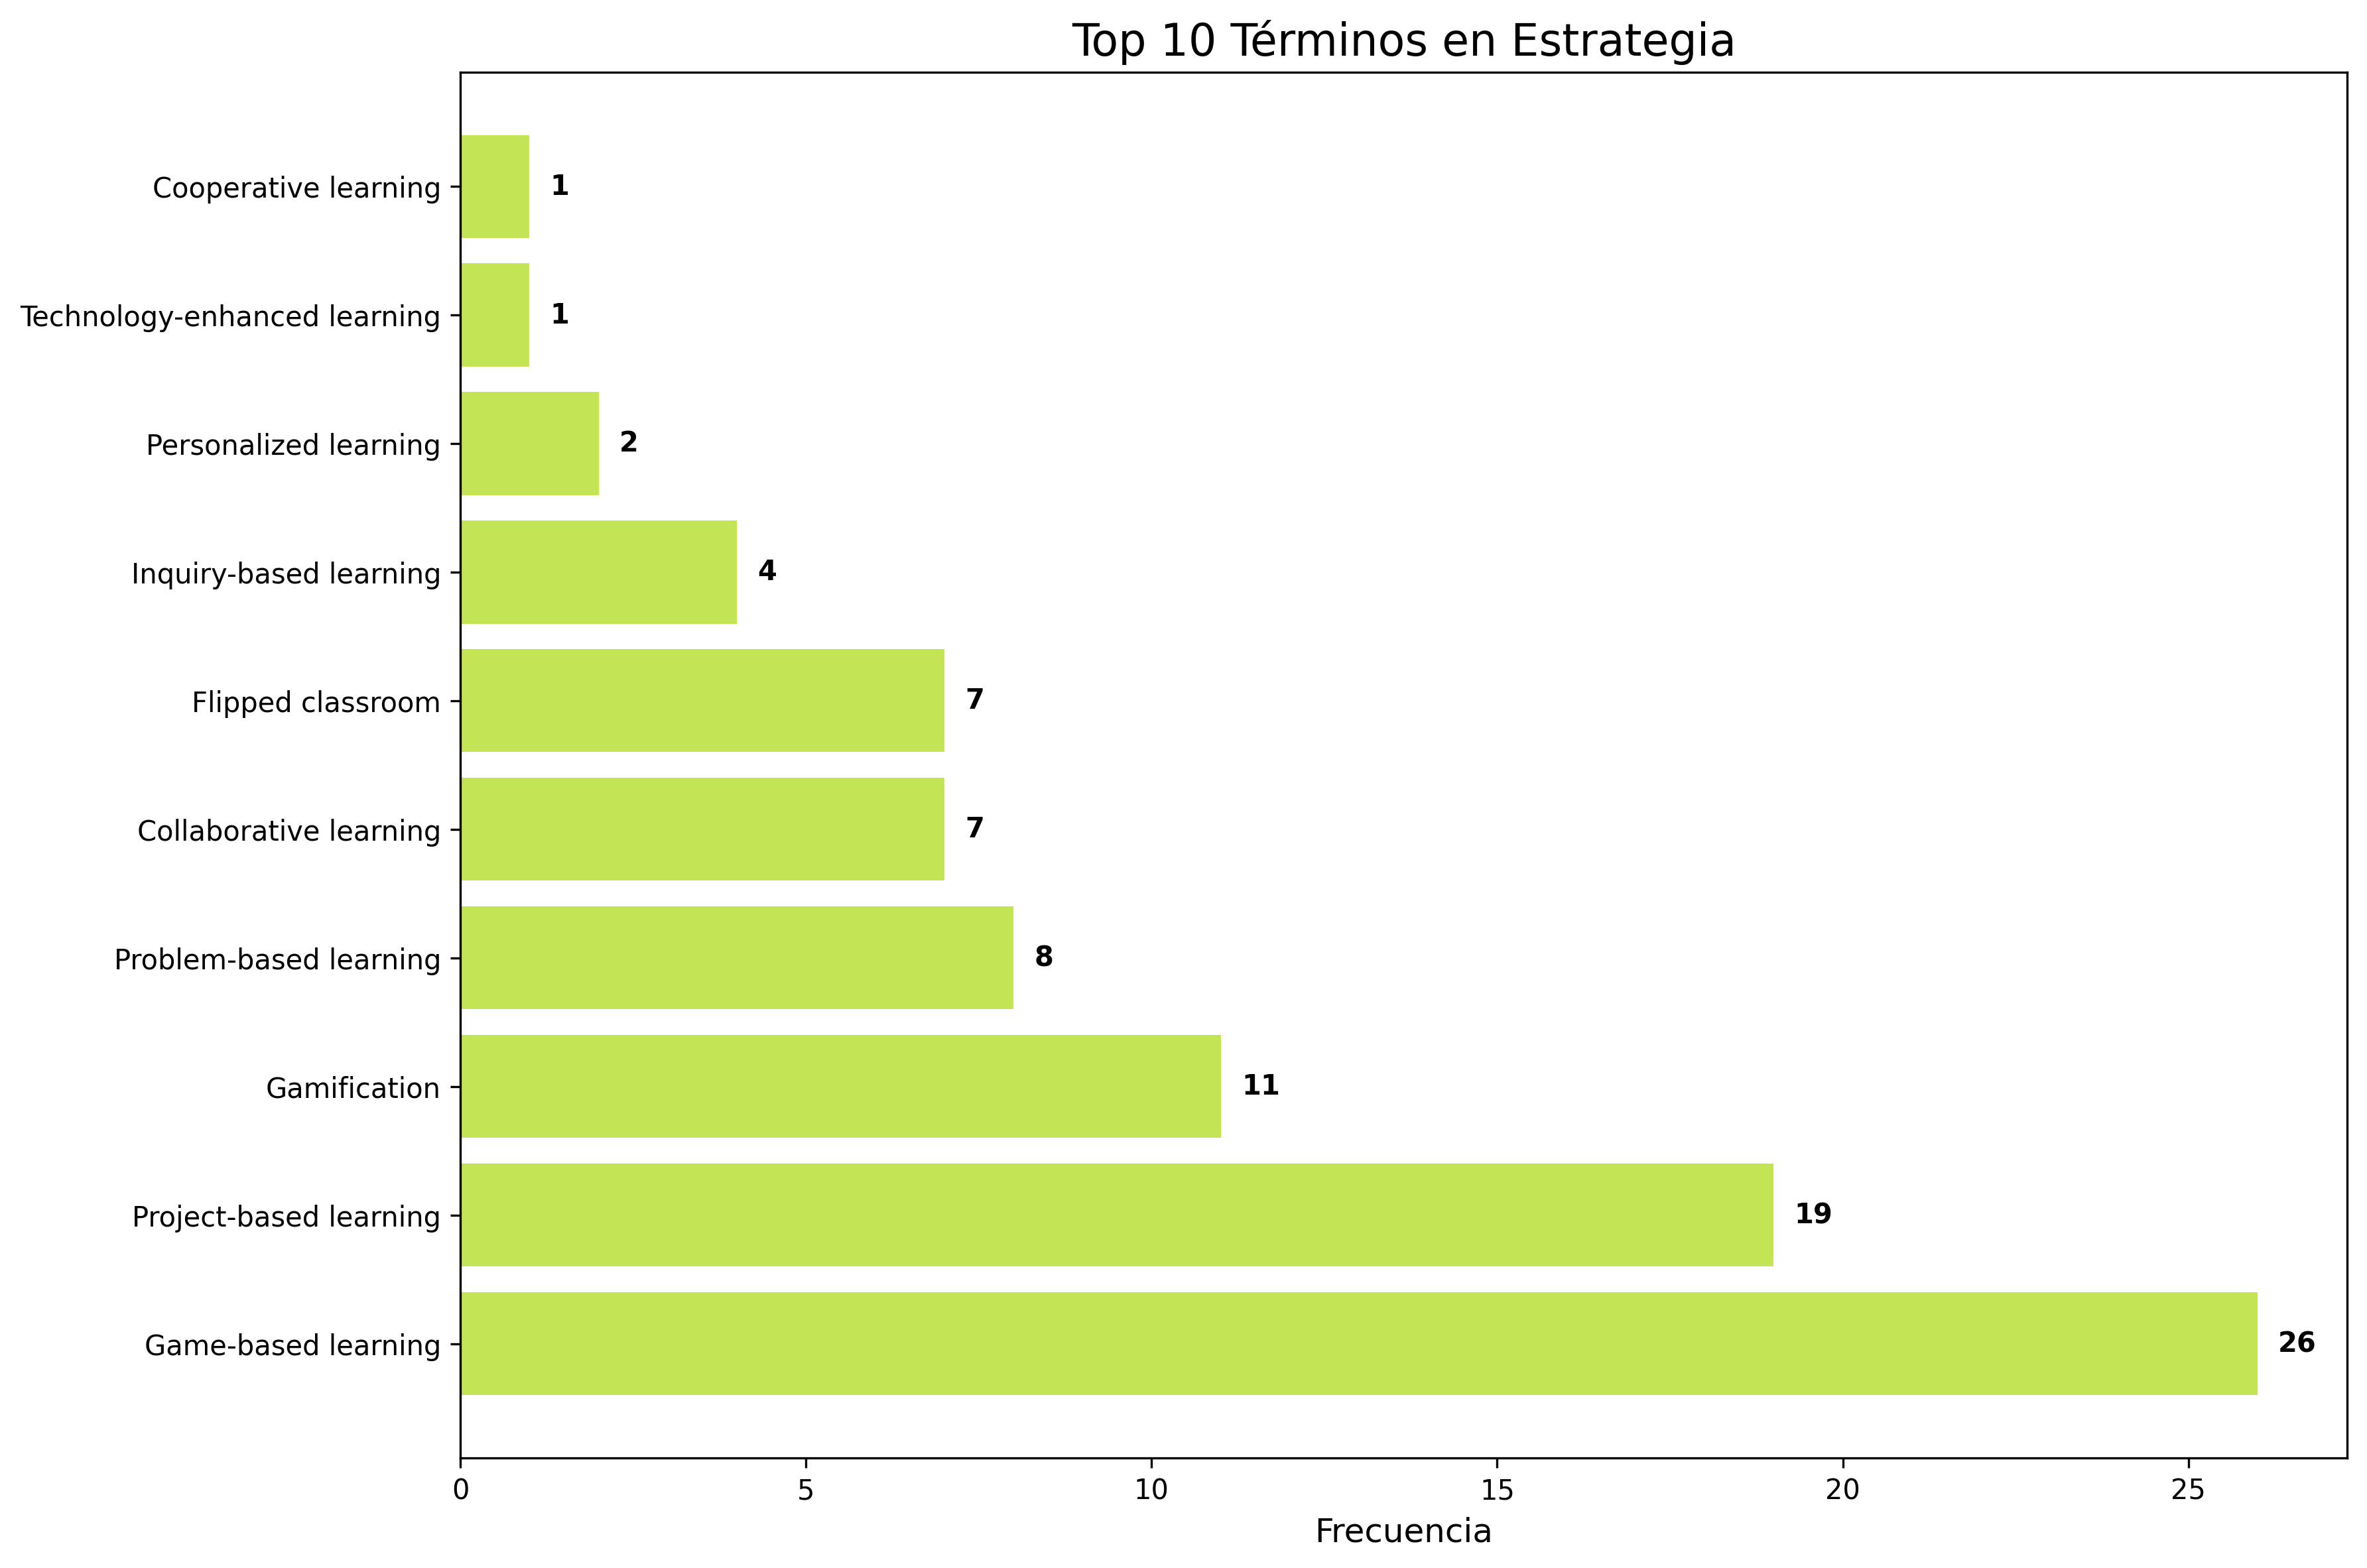 Top 10 Términos en Estrategia
Cooperative learning 1
Technology-enhanced learning 1
Personalized learning 2
Inquiry-based learning 4
Flipped classroom 7
Collaborative learning 7
Problem-based learning 8
Gamification 11
Project-based learning 19
Game-based learning 26
0 5 10 15 20 25
Frecuencia